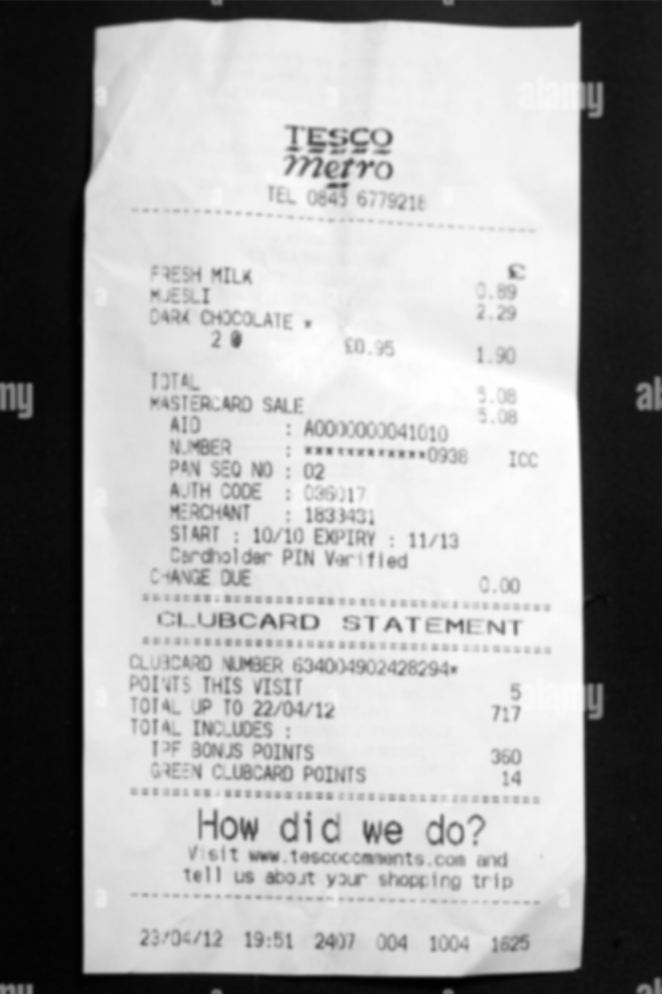 TESCO
metro
TEL 0845 6779218
£
FRESH MILK 0.89
MUESLI 2.29
DARK CHOCOLATE *
2 @ £0.95 1.90
TOTAL 5.08
MASTERCARD SALE 5.08
AID : A0000000041010
NUMBER : ************0938 ICC
PAN SEQ NO : 02
AUTH CODE : 036017
MERCHANT : 1833431
START : 10/10 EXPIRY : 11/13
Cardholder PIN Verified
CHANGE DUE 0.00
CLUBCARD STATEMENT
CLUBCARD NUMBER 634004902428294*
POINTS THIS VISIT 5
TOTAL UP TO 22/04/12 717
TOTAL INCLUDES :
TPF BONUS POINTS 360
GREEN CLUBCARD POINTS 14
How did we do?
Visit www.tescocomments.com and
tell us about your shopping trip
23/04/12 19:51 2407 004 1004 1625
alamy
alamy